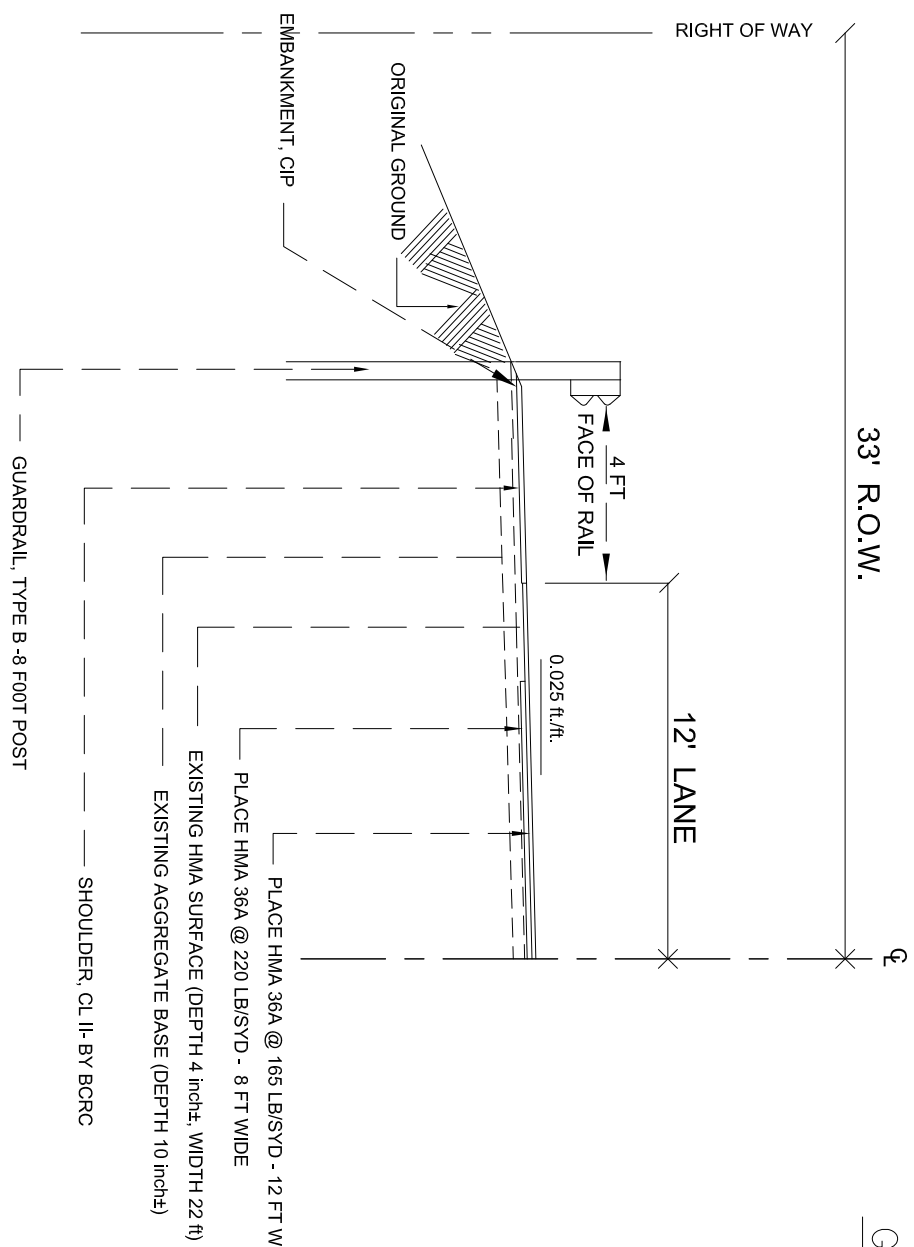 RIGHT OF WAY
33' R.O.W.
℄
12' LANE
4 FT
FACE OF RAIL
0.025 ft./ft.
ORIGINAL GROUND
EMBANKMENT, CIP
PLACE HMA 36A @ 165 LB/SYD - 12 FT W
PLACE HMA 36A @ 220 LB/SYD - 8 FT WIDE
EXISTING HMA SURFACE (DEPTH 4 inch±, WIDTH 22 ft)
EXISTING AGGREGATE BASE (DEPTH 10 inch±)
SHOULDER, CL II- BY BCRC
GUARDRAIL, TYPE B -8 FOOT POST
G